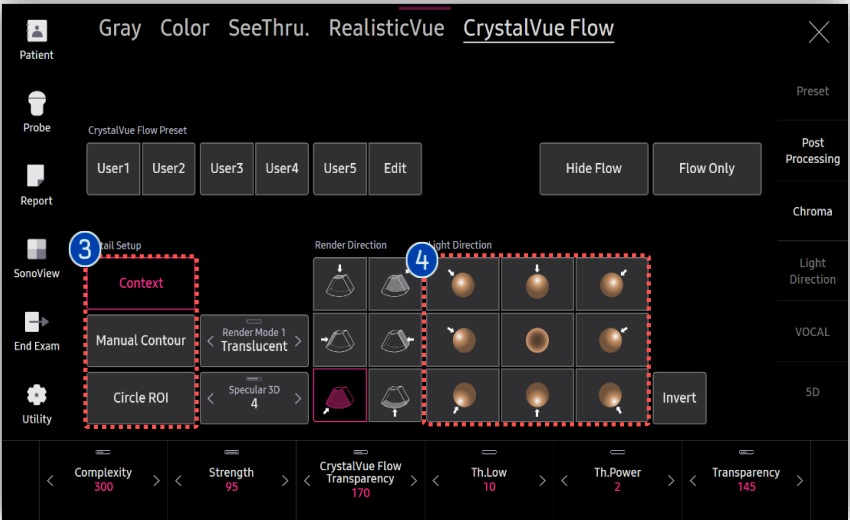 Gray Color SeeThru. RealisticVue CrystalVue Flow
Patient
Probe
Report
SonoView
End Exam
Utility
CrystalVue Flow Preset
User1 User2 User3 User4 User5 Edit Hide Flow Flow Only
3 tail Setup
Context
Manual Contour
Circle ROI
Render Mode 1
Translucent
Specular 3D
4
Render Direction
4 ight Direction
Invert
Preset
Post
Processing
Chroma
Light
Direction
VOCAL
5D
Complexity
300
Strength
95
CrystalVue Flow
Transparency
170
Th.Low
10
Th.Power
2
Transparency
145